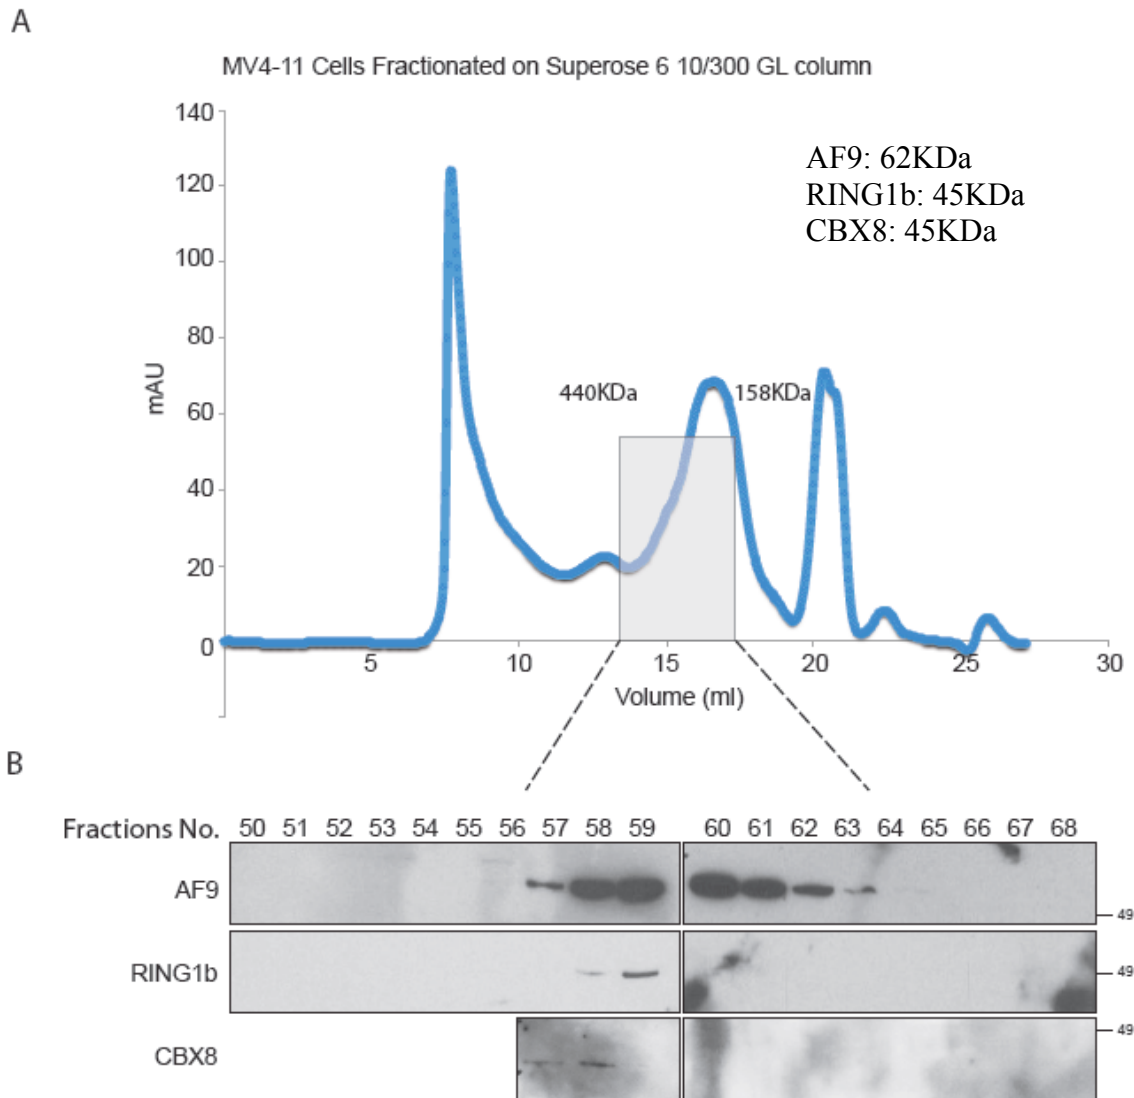 A
MV4-11 Cells Fractionated on Superose 6 10/300 GL column
140
120
100
80
60
40
20
0
mAU
AF9: 62KDa
RING1b: 45KDa
CBX8: 45KDa
440KDa
158KDa
5 10 15 20 25 30
Volume (ml)
B
Fractions No. 50 51 52 53 54 55 56 57 58 59 60 61 62 63 64 65 66 67 68
AF9
49
RING1b
49
CBX8
49